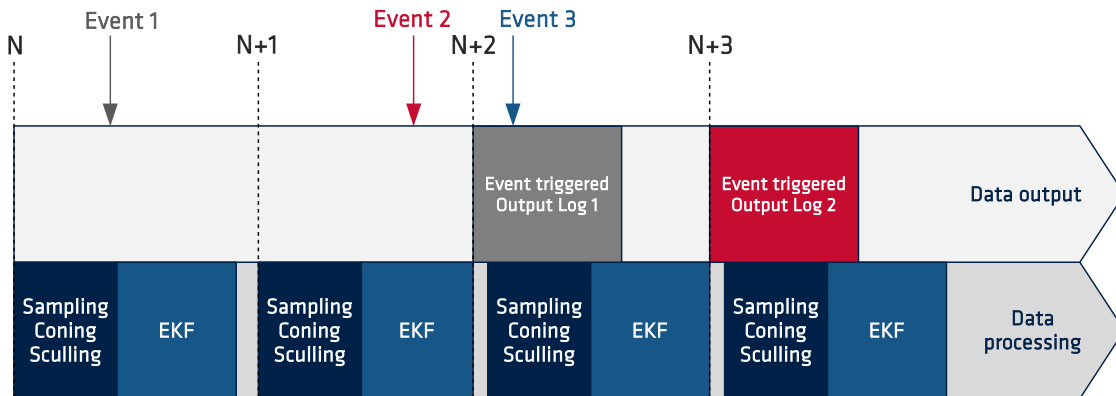 Event 1
Event 2
Event 3
N
N+1
N+2
N+3
Event triggered
Output Log 1
Event triggered
Output Log 2
Data output
Sampling
Coning
Sculling
EKF
Sampling
Coning
Sculling
EKF
Sampling
Coning
Sculling
EKF
Sampling
Coning
Sculling
EKF
Data
processing